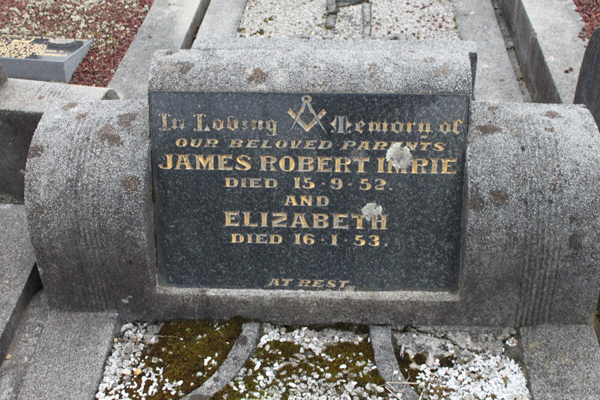 In Loving Memory of
OUR BELOVED PARENTS
JAMES ROBERT IMRIE
DIED 15·9·52.
AND
ELIZABETH
DIED 16·1·53.
AT REST.